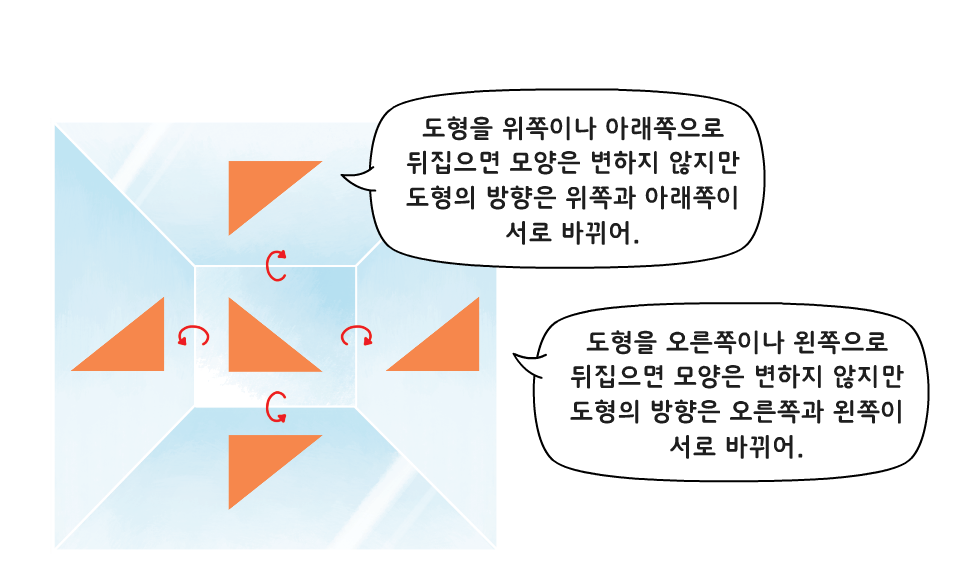 도형을 위쪽이나 아래쪽으로
뒤집으면 모양은 변하지 않지만
도형의 방향은 위쪽과 아래쪽이
서로 바뀌어.
도형을 오른쪽이나 왼쪽으로
뒤집으면 모양은 변하지 않지만
도형의 방향은 오른쪽과 왼쪽이
서로 바뀌어.